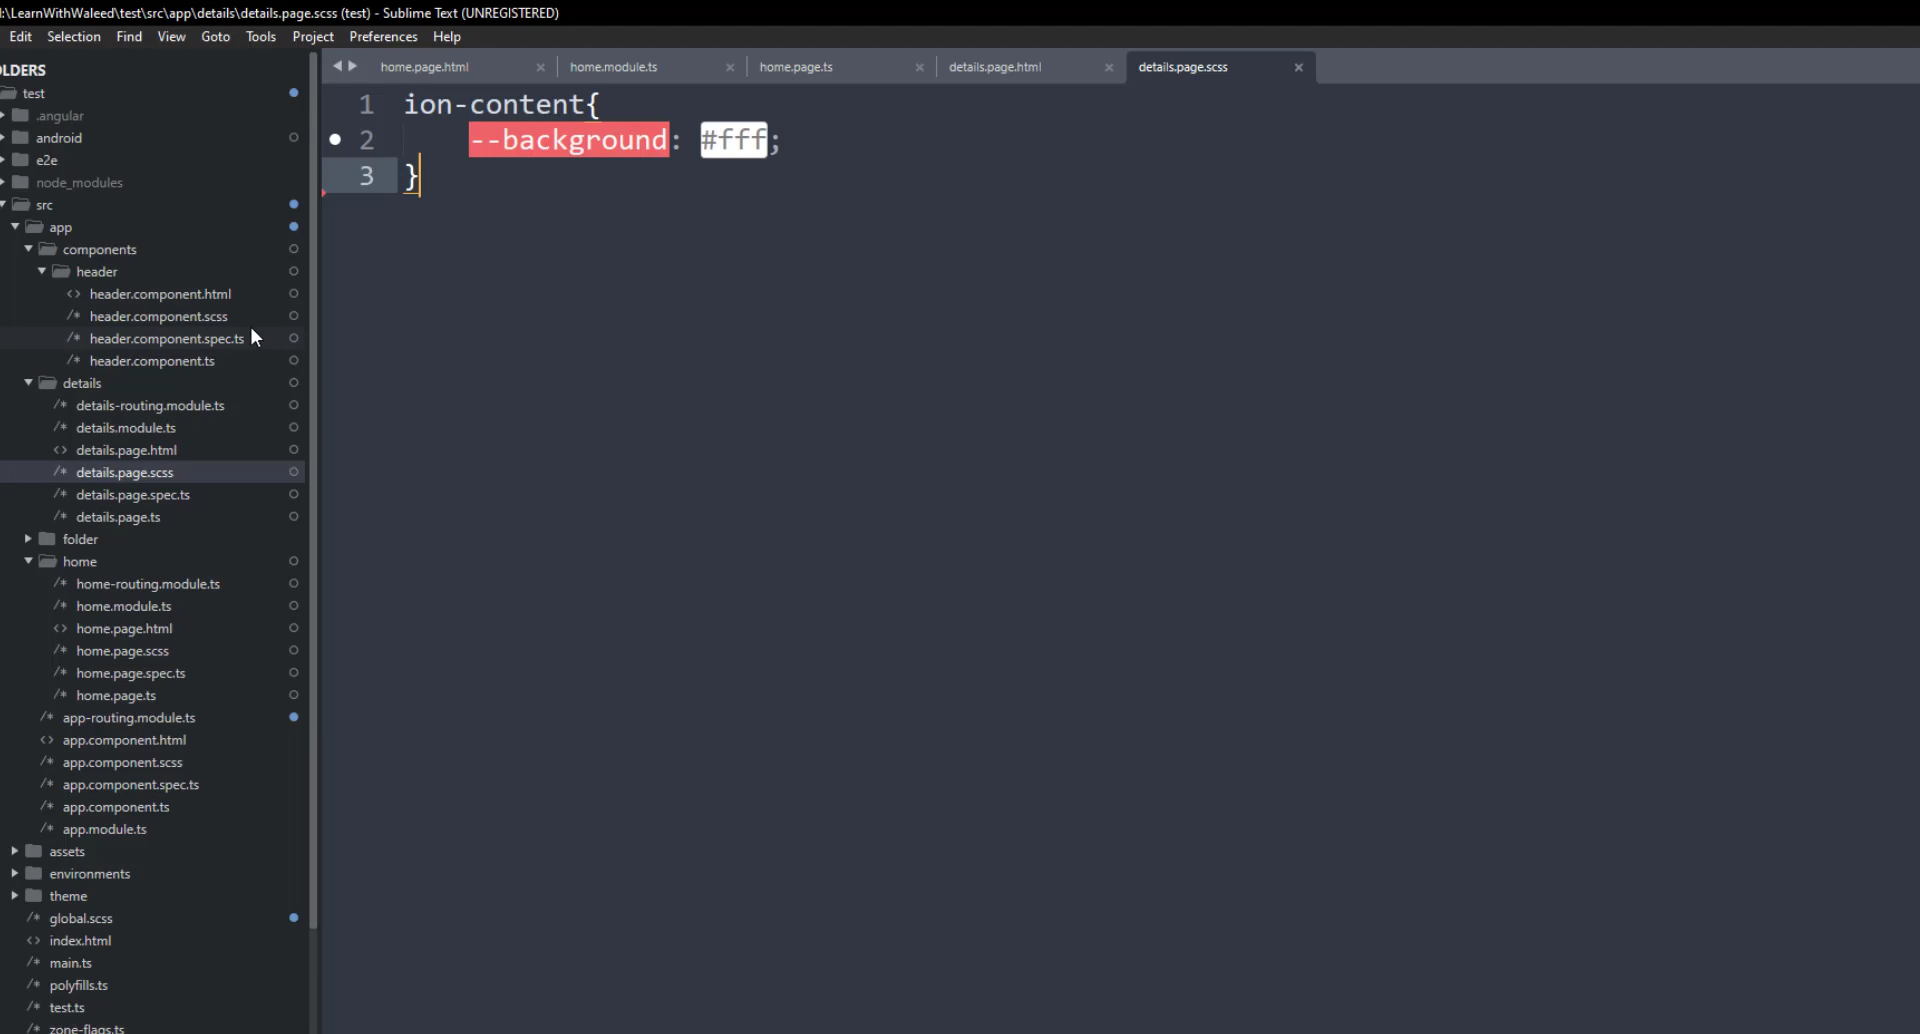 :\LearnWithWaleed\test\src\app\details\details.page.scss (test) - Sublime Text (UNREGISTERED)
Edit Selection Find View Goto Tools Project Preferences Help
OLDERS
test
.angular
android
e2e
node_modules
src
app
components
header
<> header.component.html
/* header.component.scss
/* header.component.spec.ts
/* header.component.ts
details
/* details-routing.module.ts
/* details.module.ts
<> details.page.html
/* details.page.scss
/* details.page.spec.ts
/* details.page.ts
folder
home
/* home-routing.module.ts
/* home.module.ts
<> home.page.html
/* home.page.scss
/* home.page.spec.ts
/* home.page.ts
/* app-routing.module.ts
<> app.component.html
/* app.component.scss
/* app.component.spec.ts
/* app.component.ts
/* app.module.ts
assets
environments
theme
/* global.scss
<> index.html
/* main.ts
/* polyfills.ts
/* test.ts
/* zone-flags.ts
home.page.html × home.module.ts × home.page.ts × details.page.html × details.page.scss ×
1 ion-content{
2 --background: #fff;
3 }